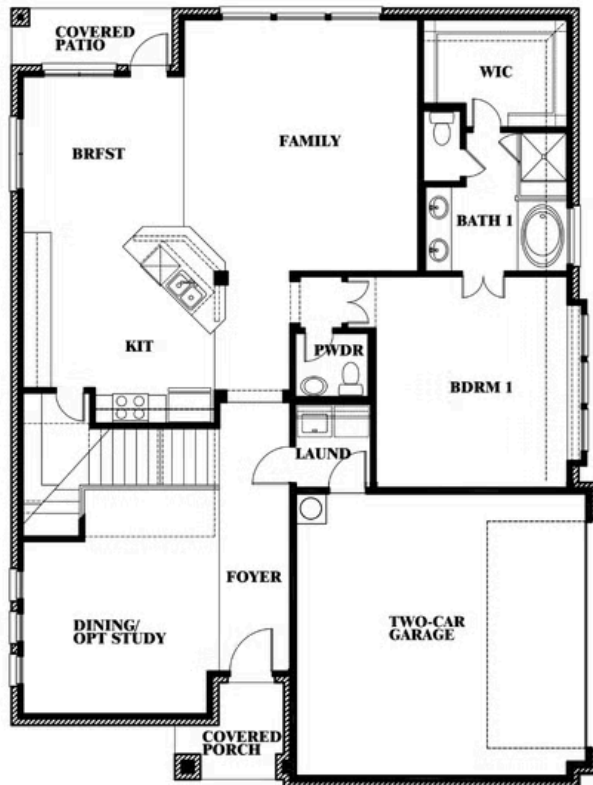 COVERED
PATIO
WIC
BRFST
FAMILY
BATH 1
KIT
PWDR
BDRM 1
LAUND
FOYER
DINING/
OPT STUDY
TWO-CAR
GARAGE
COVERED
PORCH